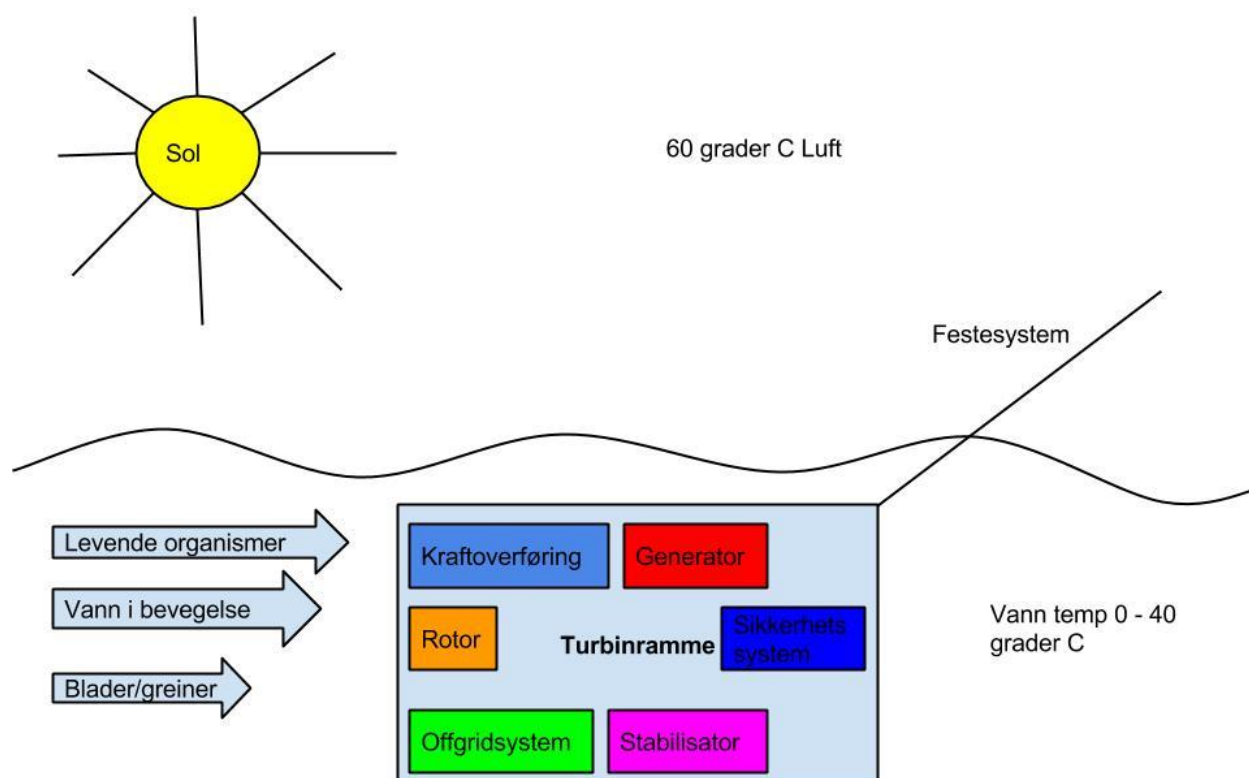 Sol
60 grader C Luft
Festesystem
Levende organismer
Kraftoverføring
Generator
Vann i bevegelse
Rotor
Turbinramme
Sikkerhets
system
Vann temp 0 - 40
grader C
Blader/greiner
Offgridsystem
Stabilisator